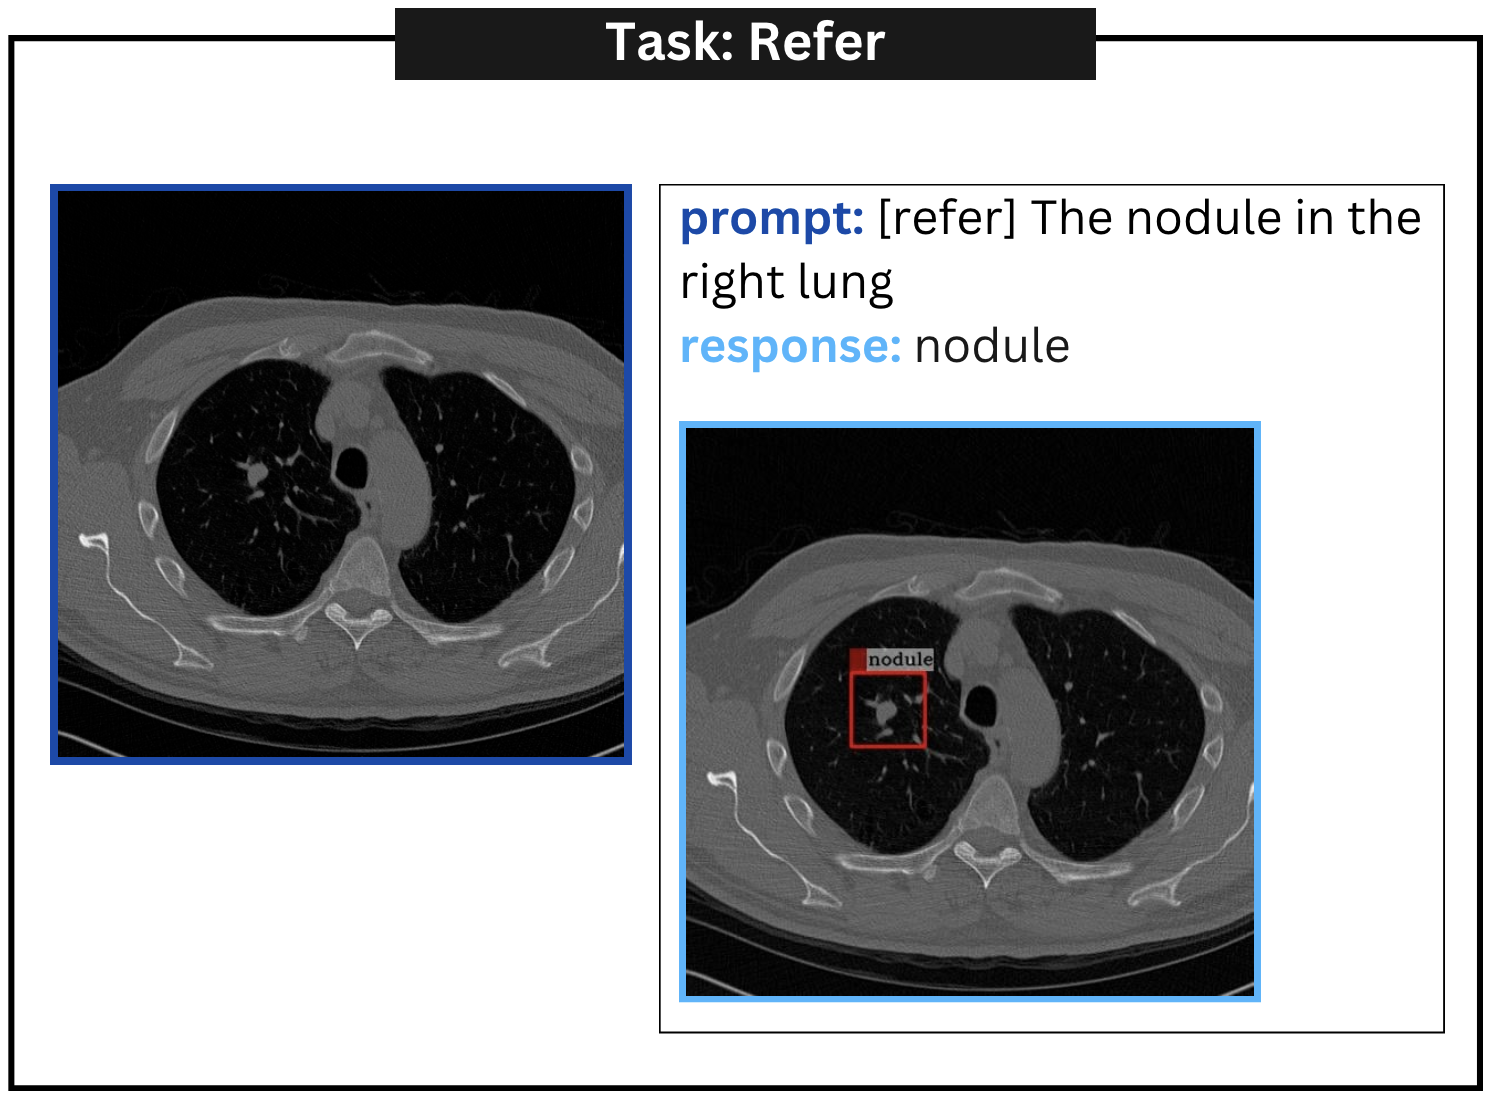 Task: Refer
prompt: [refer] The nodule in the
right lung
response: nodule
nodule